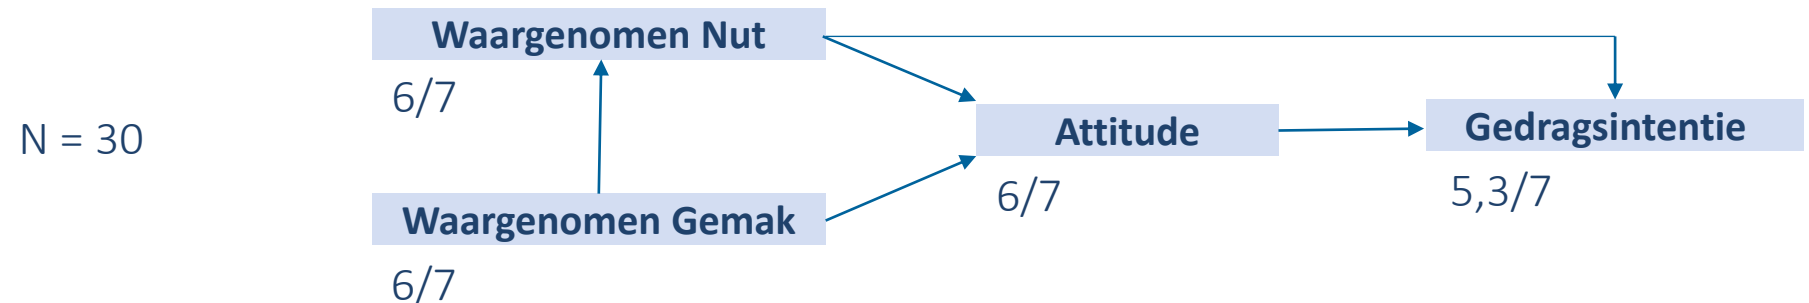 Waargenomen Nut
6/7
N = 30
Attitude
6/7
Gedragsintentie
5,3/7
Waargenomen Gemak
6/7